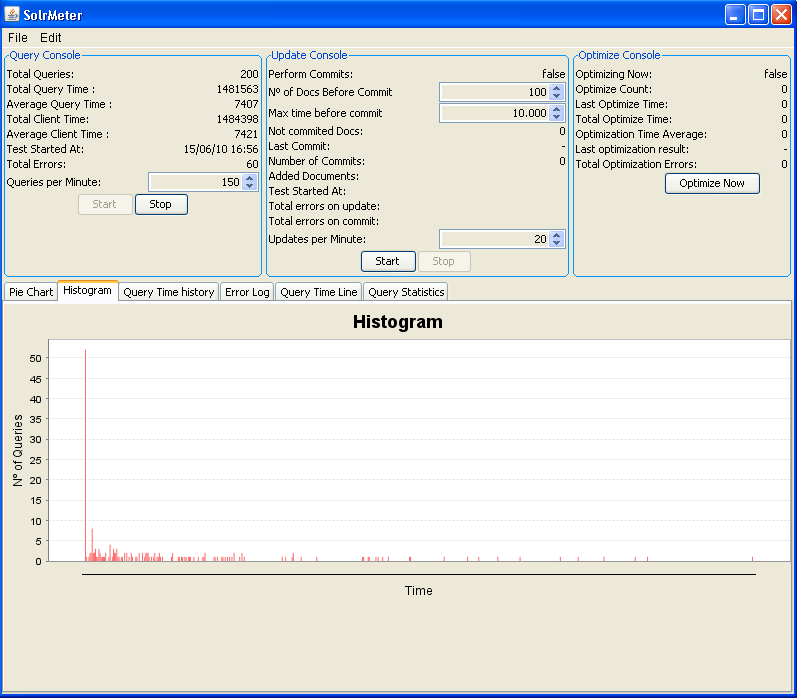 SolrMeter
File Edit
Query Console
Total Queries: 200
Total Query Time : 1481563
Average Query Time : 7407
Total Client Time: 1484398
Average Client Time : 7421
Test Started At: 15/06/10 16:56
Total Errors: 60
Queries per Minute: 150
Start Stop
Update Console
Perform Commits: false
Nº of Docs Before Commit 100
Max time before commit 10.000
Not commited Docs: 0
Last Commit: -
Number of Commits: 0
Added Documents:
Test Started At:
Total errors on update:
Total errors on commit:
Updates per Minute: 20
Start Stop
Optimize Console
Optimizing Now: false
Optimize Count: 0
Last Optimize Time: 0
Total Optimize Time: 0
Optimization Time Average: 0
Last optimization result: -
Total Optimization Errors: 0
Optimize Now
Pie Chart Histogram Query Time history Error Log Query Time Line Query Statistics
Histogram
Nº of Queries
50
45
40
35
30
25
20
15
10
5
0
Time